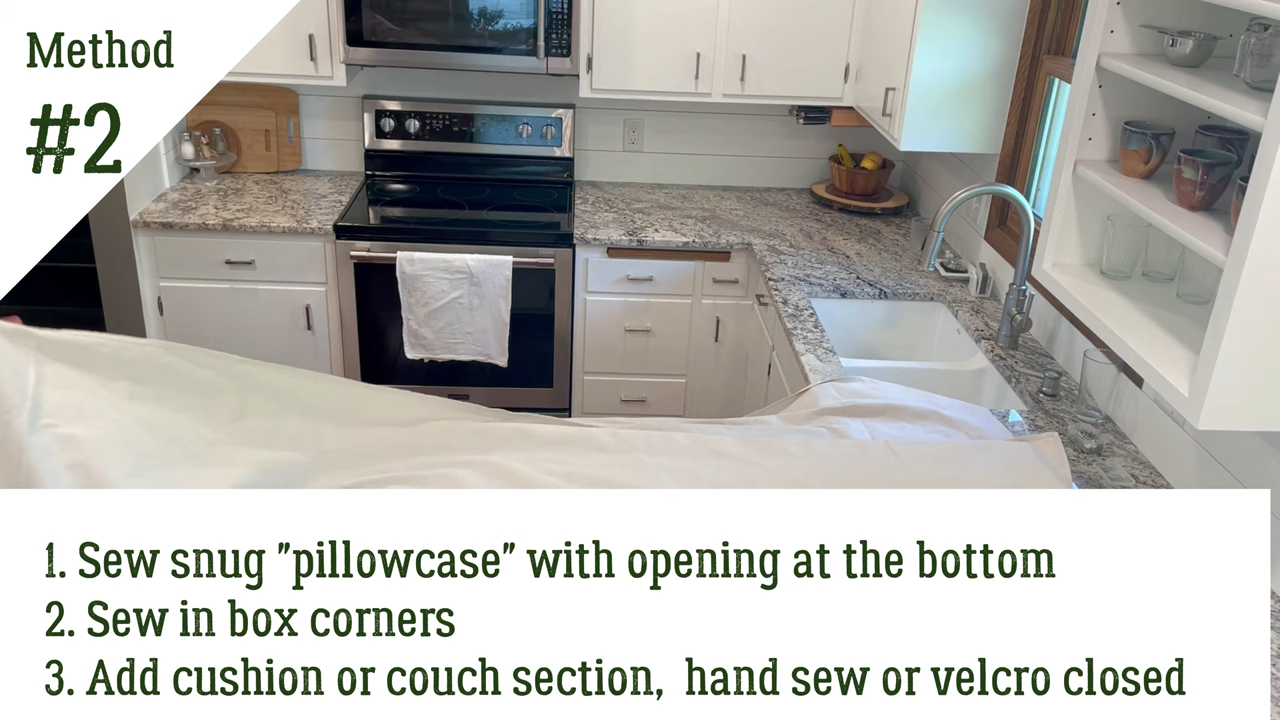 Method
#2
1. Sew snug "pillowcase" with opening at the bottom
2. Sew in box corners
3. Add cushion or couch section,  hand sew or velcro closed